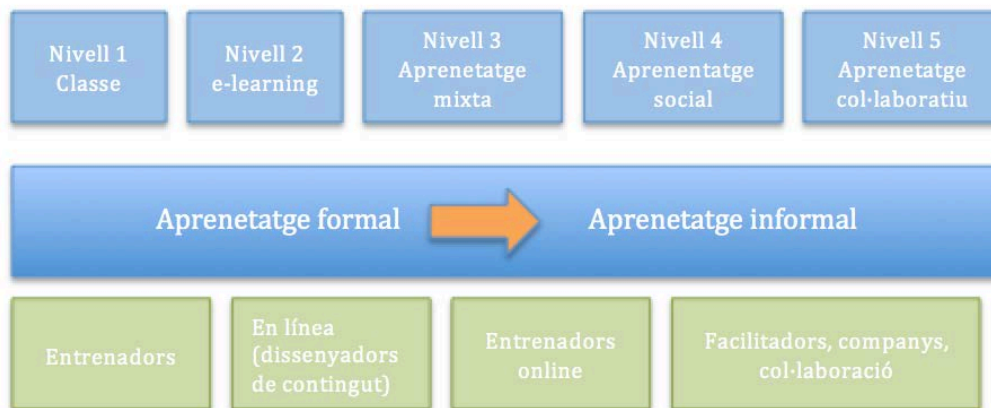 Nivell 1
Classe
Nivell 2
e-learning
Nivell 3
Aprenetatge
mixta
Nivell 4
Aprenentatge
social
Nivell 5
Aprenetatge
col·laboratiu
Aprenetatge formal
Aprenetatge informal
Entrenadors
En línea
(dissenyadors
de contingut)
Entrenadors
online
Facilitadors, companys,
col·laboració